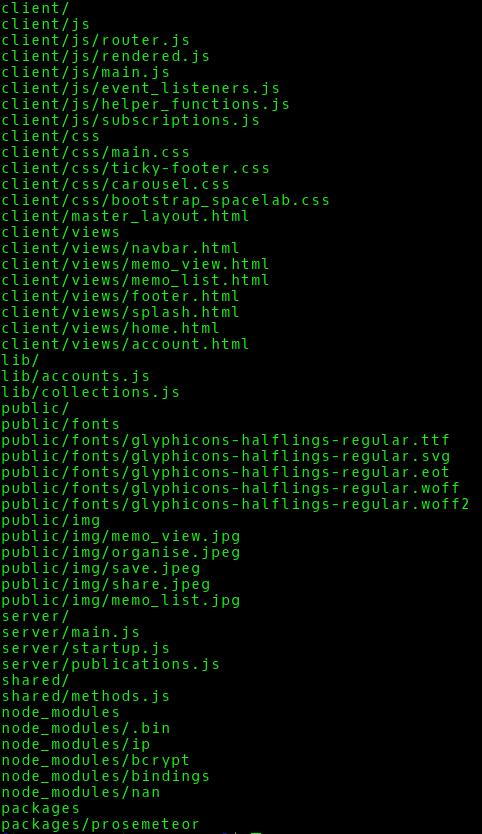 client/
client/js
client/js/router.js
client/js/rendered.js
client/js/main.js
client/js/event_listeners.js
client/js/helper_functions.js
client/js/subscriptions.js
client/css
client/css/main.css
client/css/ticky-footer.css
client/css/carousel.css
client/css/bootstrap_spacelab.css
client/master_layout.html
client/views
client/views/navbar.html
client/views/memo_view.html
client/views/memo_list.html
client/views/footer.html
client/views/splash.html
client/views/home.html
client/views/account.html
lib/
lib/accounts.js
lib/collections.js
public/
public/fonts
public/fonts/glyphicons-halflings-regular.ttf
public/fonts/glyphicons-halflings-regular.svg
public/fonts/glyphicons-halflings-regular.eot
public/fonts/glyphicons-halflings-regular.woff
public/fonts/glyphicons-halflings-regular.woff2
public/img
public/img/memo_view.jpg
public/img/organise.jpeg
public/img/save.jpeg
public/img/share.jpeg
public/img/memo_list.jpg
server/
server/main.js
server/startup.js
server/publications.js
shared/
shared/methods.js
node_modules
node_modules/.bin
node_modules/ip
node_modules/bcrypt
node_modules/bindings
node_modules/nan
packages
packages/prosemeteor